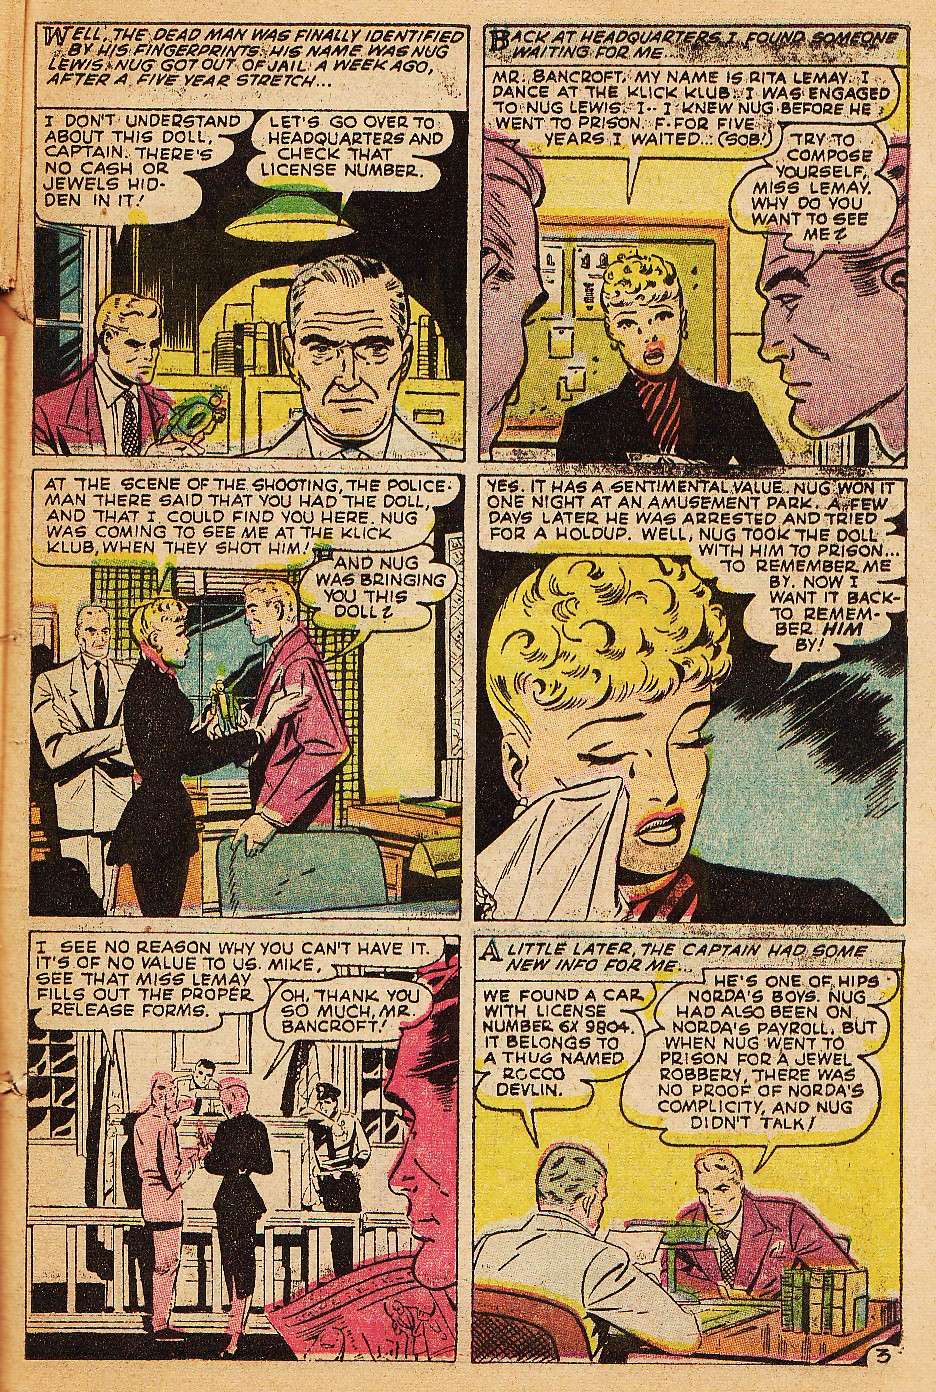 WELL, THE DEAD MAN WAS FINALLY IDENTIFIED
BY HIS FINGERPRINTS. HIS NAME WAS NUG
LEWIS. NUG GOT OUT OF JAIL A WEEK AGO,
AFTER A FIVE YEAR STRETCH...
I DON'T UNDERSTAND
ABOUT THIS DOLL,
CAPTAIN. THERE'S
NO CASH OR
JEWELS HID-
DEN IN IT!
LET'S GO OVER TO
HEADQUARTERS AND
CHECK THAT
LICENSE NUMBER.
BACK AT HEADQUARTERS I FOUND SOMEONE
WAITING FOR ME...
MR. BANCROFT, MY NAME IS RITA LEMAY. I
DANCE AT THE KLICK KLUB. I WAS ENGAGED
TO NUG LEWIS. I-- I KNEW NUG BEFORE HE
WENT TO PRISON. F-FOR FIVE
YEARS I WAITED... (SOB!)
TRY TO
COMPOSE
YOURSELF,
MISS LEMAY.
WHY DO YOU
WANT TO SEE
ME?
AT THE SCENE OF THE SHOOTING, THE POLICE-
MAN THERE SAID THAT YOU HAD THE DOLL,
AND THAT I COULD FIND YOU HERE. NUG
WAS COMING TO SEE ME AT THE KLICK
KLUB, WHEN THEY SHOT HIM!
AND NUG
WAS BRINGING
YOU THIS
DOLL?
YES. IT HAS A SENTIMENTAL VALUE. NUG WON IT
ONE NIGHT AT AN AMUSEMENT PARK. A FEW
DAYS LATER HE WAS ARRESTED AND TRIED
FOR A HOLDUP. WELL, NUG TOOK THE DOLL
WITH HIM TO PRISON...
TO REMEMBER ME
BY. NOW I
WANT IT BACK-
TO REMEM-
BER HIM
BY!
I SEE NO REASON WHY YOU CAN'T HAVE IT.
IT'S OF NO VALUE TO US. MIKE,
SEE THAT MISS LEMAY
FILLS OUT THE PROPER
RELEASE FORMS.
OH, THANK YOU
SO MUCH, MR.
BANCROFT!
A LITTLE LATER, THE CAPTAIN HAD SOME
NEW INFO FOR ME...
WE FOUND A CAR
WITH LICENSE
NUMBER 6X 9804.
IT BELONGS TO
A THUG NAMED
ROCCO
DEVLIN.
HE'S ONE OF HIPS
NORDA'S BOYS. NUG
HAD ALSO BEEN ON
NORDA'S PAYROLL, BUT
WHEN NUG WENT TO
PRISON FOR A JEWEL
ROBBERY, THERE WAS
NO PROOF OF NORDA'S
COMPLICITY, AND NUG
DIDN'T TALK!
3